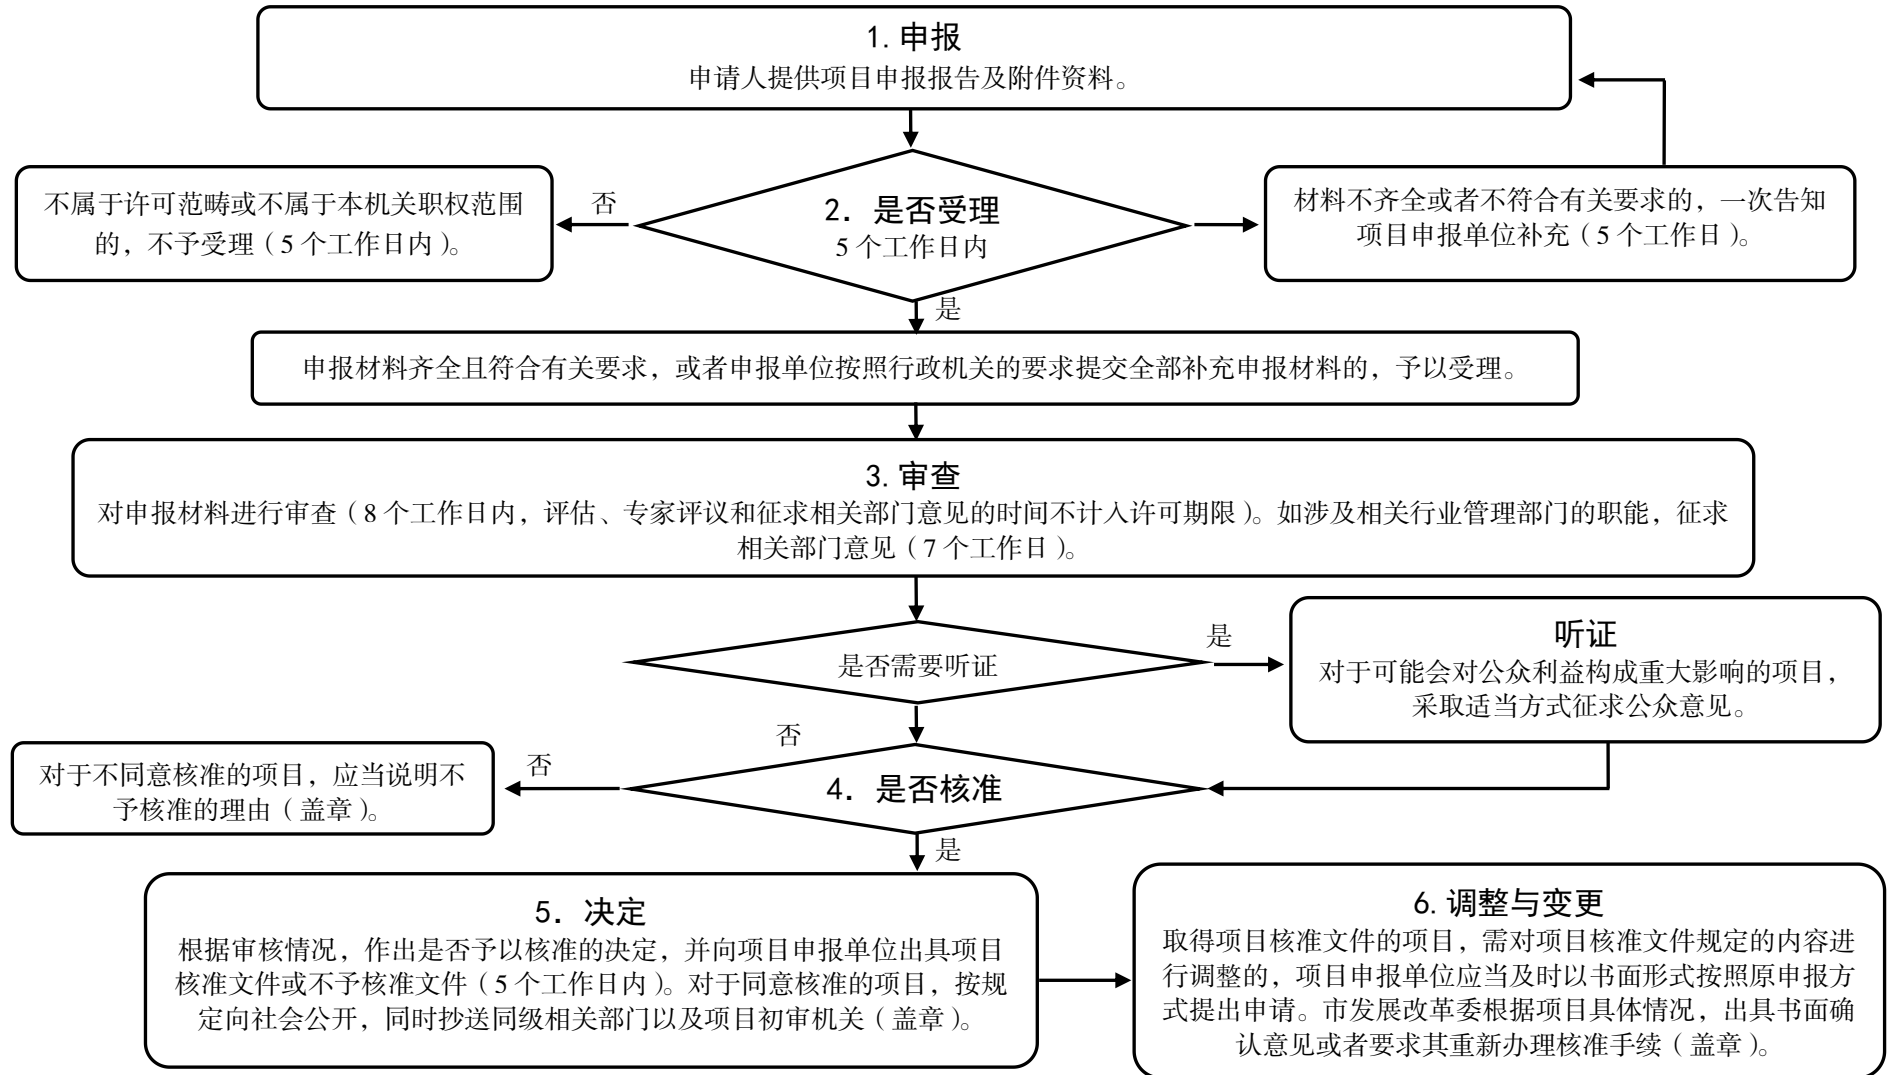 1. 申报
申请人提供项目申报报告及附件资料。
不属于许可范畴或不属于本机关职权范围
的，不予受理（5 个工作日内）。
否
2. 是否受理
5 个工作日内
材料不齐全或者不符合有关要求的，一次告知
项目申报单位补充（5 个工作日）。
是
申报材料齐全且符合有关要求，或者申报单位按照行政机关的要求提交全部补充申报材料的，予以受理。
3. 审查
对申报材料进行审查（8 个工作日内，评估、专家评议和征求相关部门意见的时间不计入许可期限）。如涉及相关行业管理部门的职能，征求
相关部门意见（7 个工作日）。
是否需要听证
是
听证
对于可能会对公众利益构成重大影响的项目，
采取适当方式征求公众意见。
否
对于不同意核准的项目，应当说明不
予核准的理由（盖章）。
否
4. 是否核准
是
5. 决定
根据审核情况，作出是否予以核准的决定，并向项目申报单位出具项目
核准文件或不予核准文件（5 个工作日内）。对于同意核准的项目，按规
定向社会公开，同时抄送同级相关部门以及项目初审机关（盖章）。
6. 调整与变更
取得项目核准文件的项目，需对项目核准文件规定的内容进
行调整的，项目申报单位应当及时以书面形式按照原申报方
式提出申请。市发展改革委根据项目具体情况，出具书面确
认意见或者要求其重新办理核准手续（盖章）。